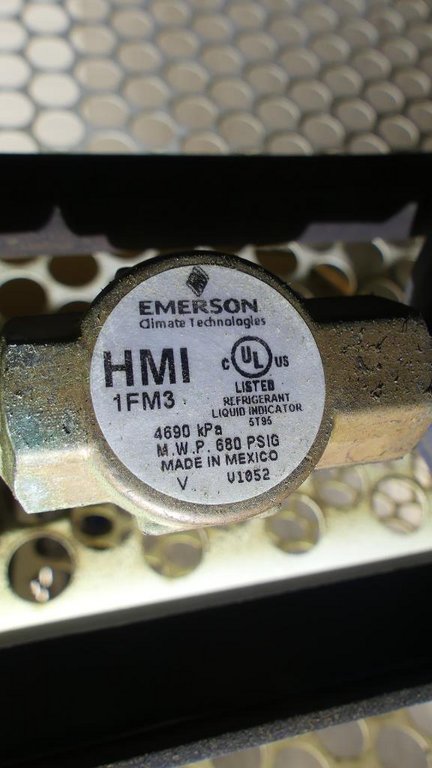 EMERSON
Climate Technologies
HMI
1FM3
C UL US
LISTED
REFRIGERANT
LIQUID INDICATOR
5T95
4690 kPa
M.W.P. 680 PSIG
MADE IN MEXICO
V V1052